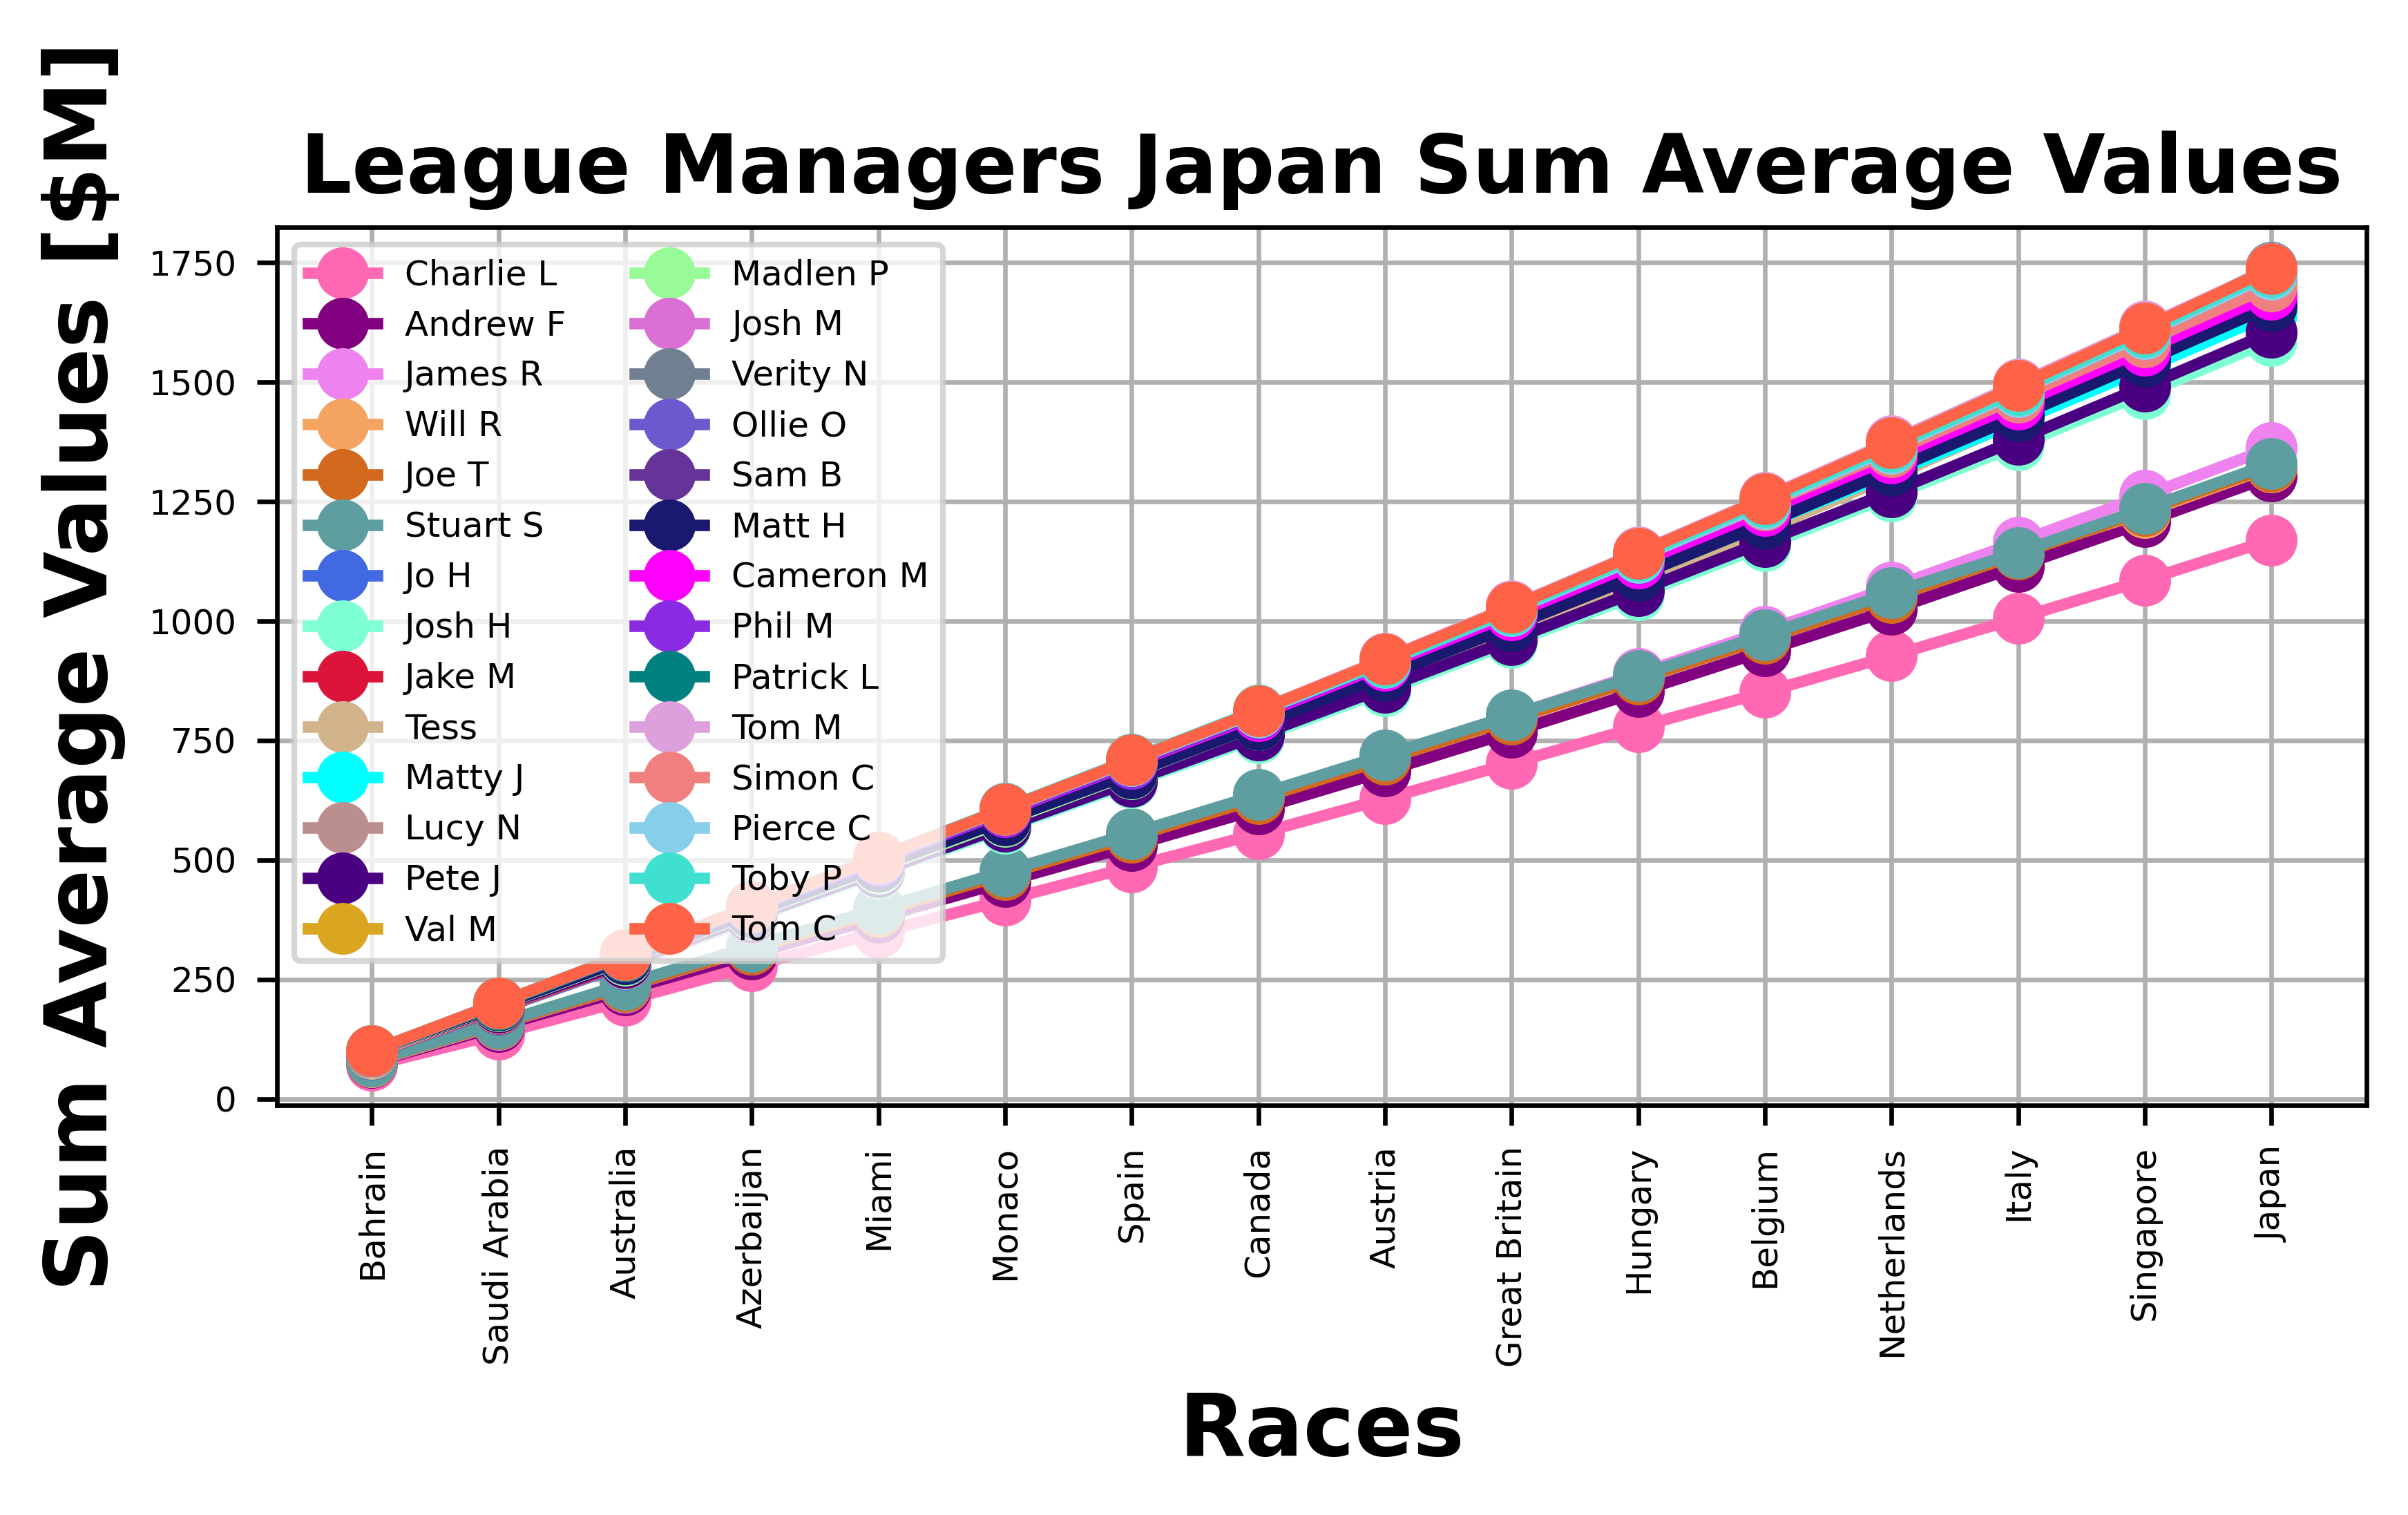 League Managers Japan Sum Average Values
Sum Average Values [$M]
1750
1500
1250
1000
750
500
250
0
Charlie L
Andrew F
James R
Will R
Joe T
Stuart S
Jo H
Josh H
Jake M
Tess
Matty J
Lucy N
Pete J
Val M
Madlen P
Josh M
Verity N
Ollie O
Sam B
Matt H
Cameron M
Phil M
Patrick L
Tom M
Simon C
Pierce C
Toby P
Tom C
Bahrain
Saudi Arabia
Australia
Azerbaijan
Miami
Monaco
Spain
Canada
Austria
Great Britain
Hungary
Belgium
Netherlands
Italy
Singapore
Japan
Races